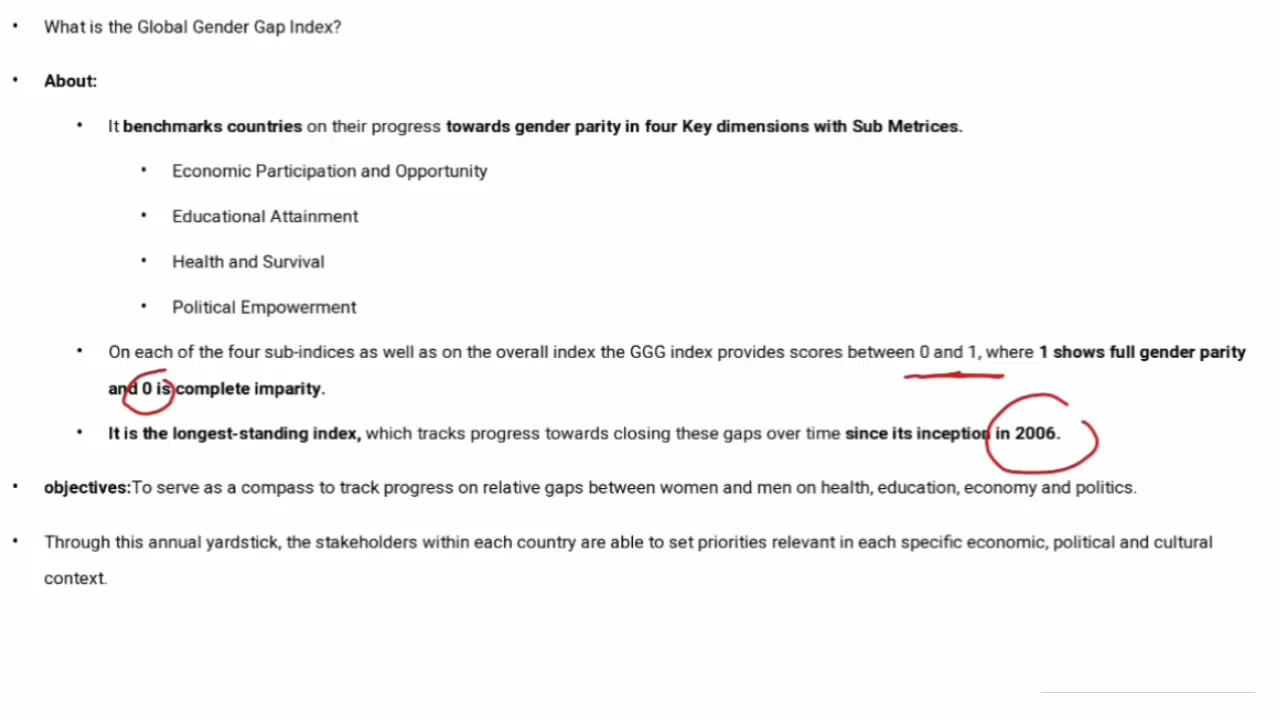 What is the Global Gender Gap Index?
About:
It benchmarks countries on their progress towards gender parity in four Key dimensions with Sub Metrices.
Economic Participation and Opportunity
Educational Attainment
Health and Survival
Political Empowerment
On each of the four sub-indices as well as on the overall index the GGG index provides scores between 0 and 1, where 1 shows full gender parity
and 0 is complete imparity.
It is the longest-standing index, which tracks progress towards closing these gaps over time since its inception in 2006.
objectives:To serve as a compass to track progress on relative gaps between women and men on health, education, economy and politics.
Through this annual yardstick, the stakeholders within each country are able to set priorities relevant in each specific economic, political and cultural
context.